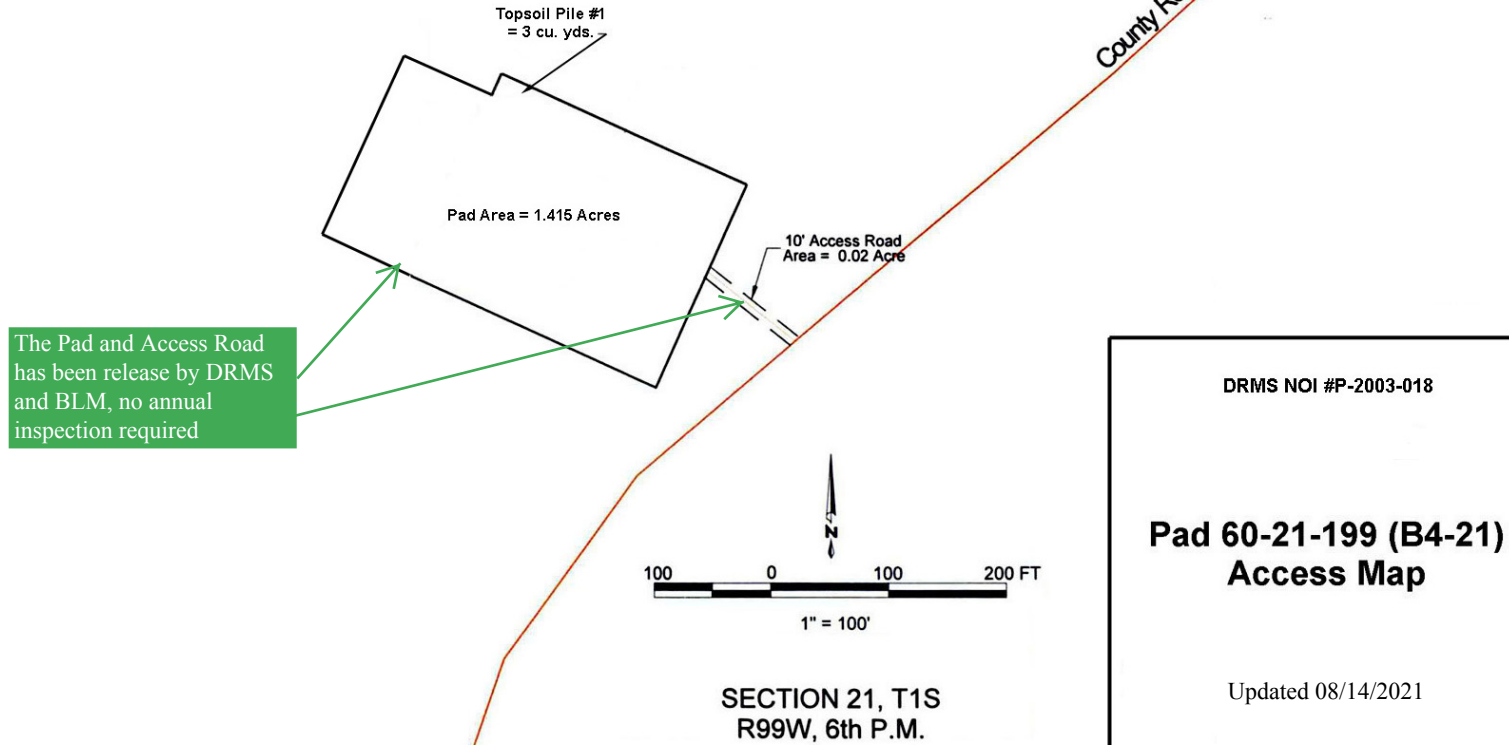 Topsoil Pile #1
= 3 cu. yds.
County
Pad Area = 1.415 Acres
10' Access Road
Area = 0.02 Acre
The Pad and Access Road
has been release by DRMS
and BLM, no annual
inspection required
DRMS NOI #P-2003-018
Pad 60-21-199 (B4-21)
Access Map
Updated 08/14/2021
N
100 0 100 200 FT
1" = 100'
SECTION 21, T1S
R99W, 6th P.M.